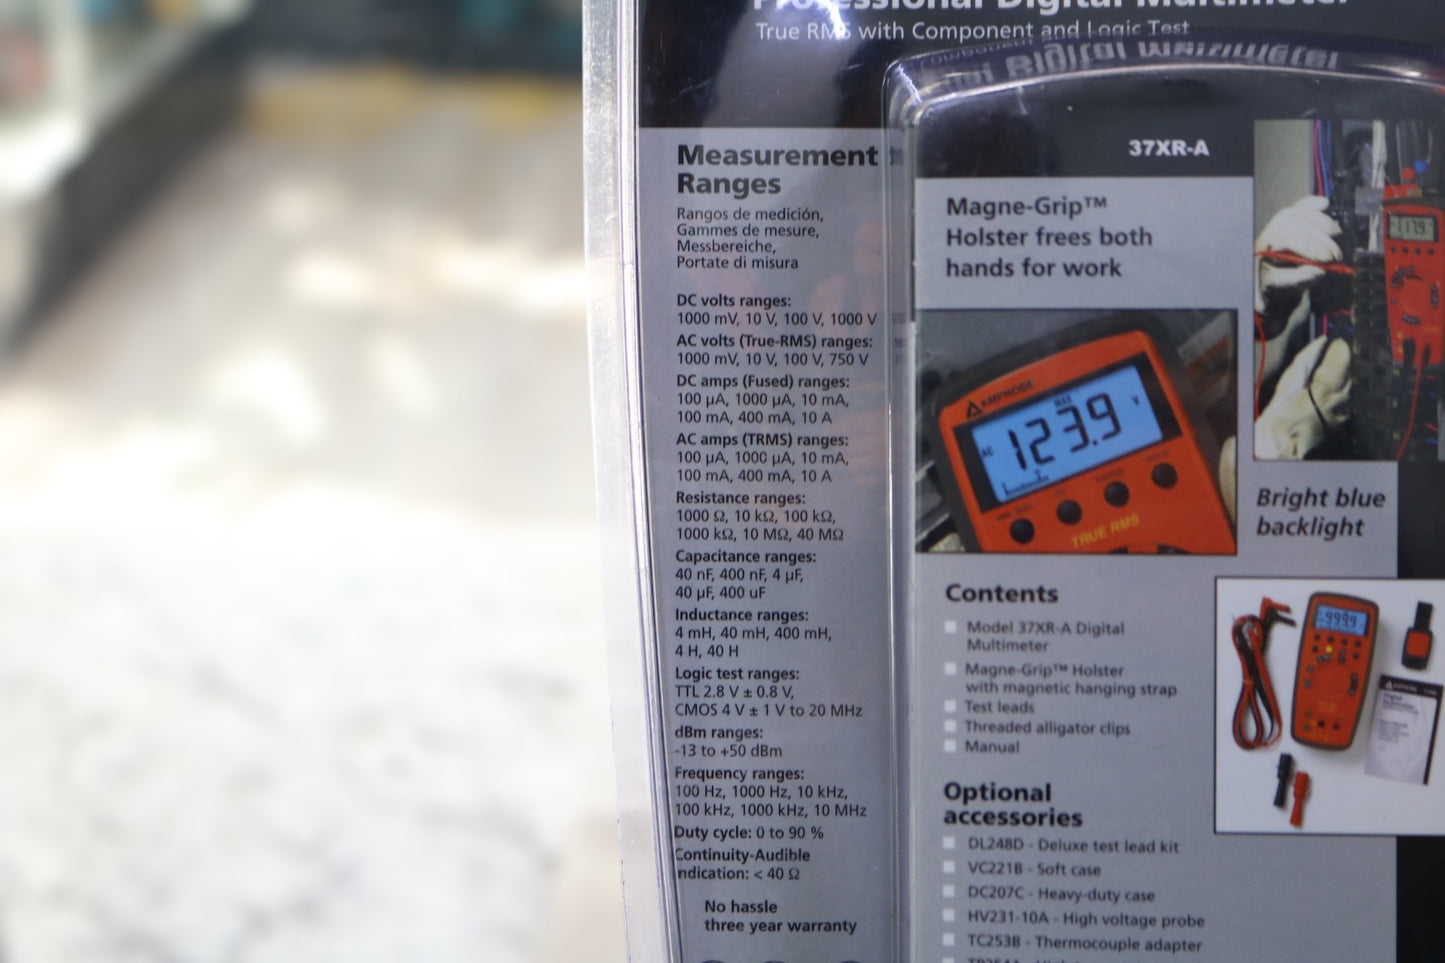 Professional Digital Multimeter
True RMS with Component and Logic Test
Measurement
Ranges
Rangos de medición,
Gammes de mesure,
Messbereiche,
Portate di misura
DC volts ranges:
1000 mV, 10 V, 100 V, 1000 V
AC volts (True-RMS) ranges:
1000 mV, 10 V, 100 V, 750 V
DC amps (Fused) ranges:
100 µA, 1000 µA, 10 mA,
100 mA, 400 mA, 10 A
AC amps (TRMS) ranges:
100 µA, 1000 µA, 10 mA,
100 mA, 400 mA, 10 A
Resistance ranges:
1000 Ω, 10 kΩ, 100 kΩ,
1000 kΩ, 10 MΩ, 40 MΩ
Capacitance ranges:
40 nF, 400 nF, 4 µF,
40 µF, 400 uF
Inductance ranges:
4 mH, 40 mH, 400 mH,
4 H, 40 H
Logic test ranges:
TTL 2.8 V ± 0.8 V,
CMOS 4 V ± 1 V to 20 MHz
dBm ranges:
-13 to +50 dBm
Frequency ranges:
100 Hz, 1000 Hz, 10 kHz,
100 kHz, 1000 kHz, 10 MHz
Duty cycle: 0 to 90 %
Continuity-Audible
indication: < 40 Ω
No hassle
three year warranty
37XR-A
Magne-Grip™
Holster frees both
hands for work
117.9
AMPROBE
MAX
AC
123.9
V
TRUE RMS
Bright blue
backlight
Contents
Model 37XR-A Digital
Multimeter
Magne-Grip™ Holster
with magnetic hanging strap
Test leads
Threaded alligator clips
Manual
9999
Optional
accessories
DL248D - Deluxe test lead kit
VC221B - Soft case
DC207C - Heavy-duty case
HV231-10A - High voltage probe
TC253B - Thermocouple adapter